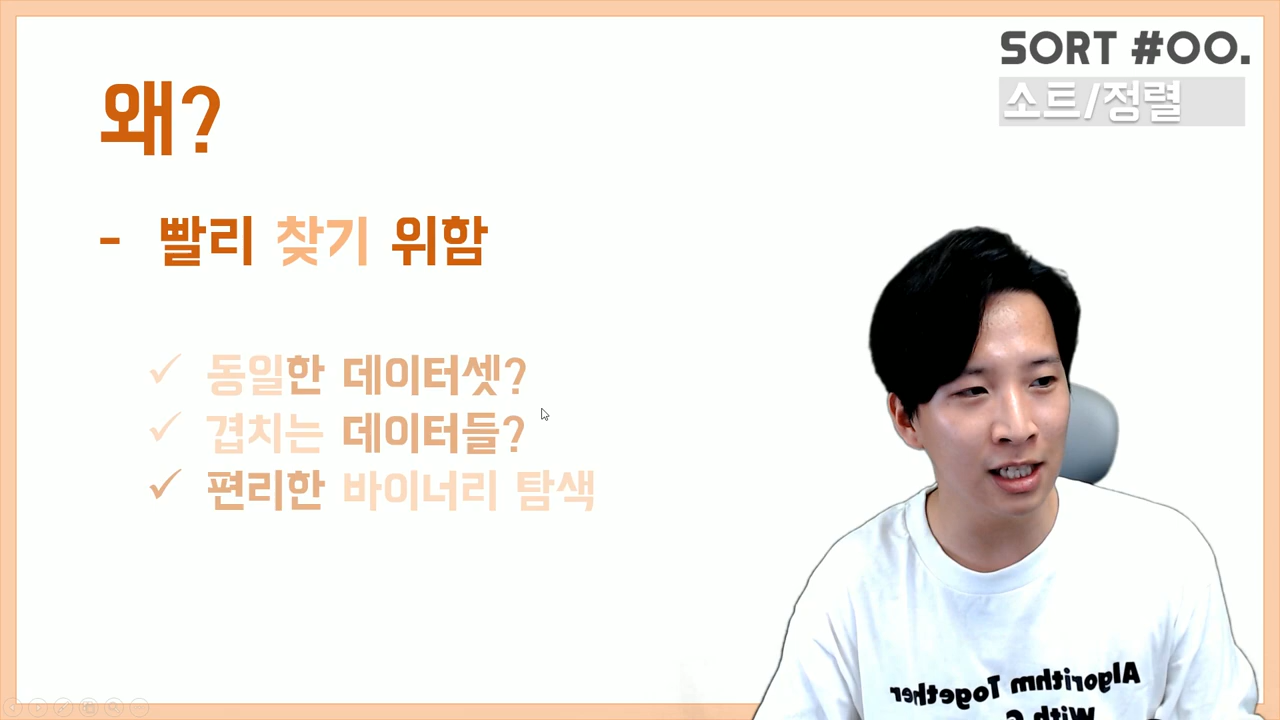 SORT #00.
소트/정렬
왜?
- 빨리 찾기 위함
✓ 동일한 데이터셋?
✓ 겹치는 데이터들?
✓ 편리한 바이너리 탐색
Algorithm Together
With